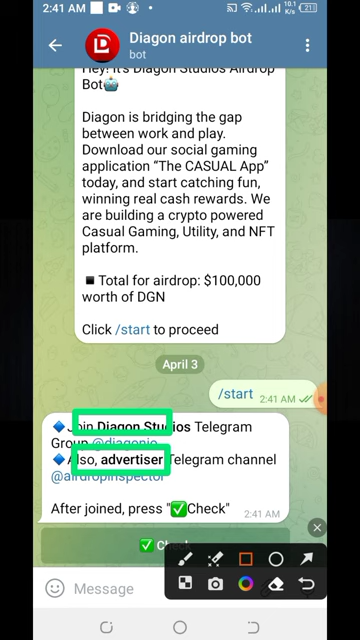 2:41 AM
10.1
K/s
211
Diagon airdrop bot
bot
Hey! It's Diagon Studios Airdrop
Bot
Diagon is bridging the gap
between work and play.
Download our social gaming
application “The CASUAL App”
today, and start catching fun,
winning real cash rewards. We
are building a crypto powered
Casual Gaming, Utility, and NFT
platform.
Total for airdrop: $100,000
worth of DGN
Click /start to proceed
April 3
/start 2:41 AM
Join Diagon Studios Telegram
Group @diagonio
Also, advertiser Telegram channel
@airdropinspector
After joined, press "✅Check"
2:41 AM
Message